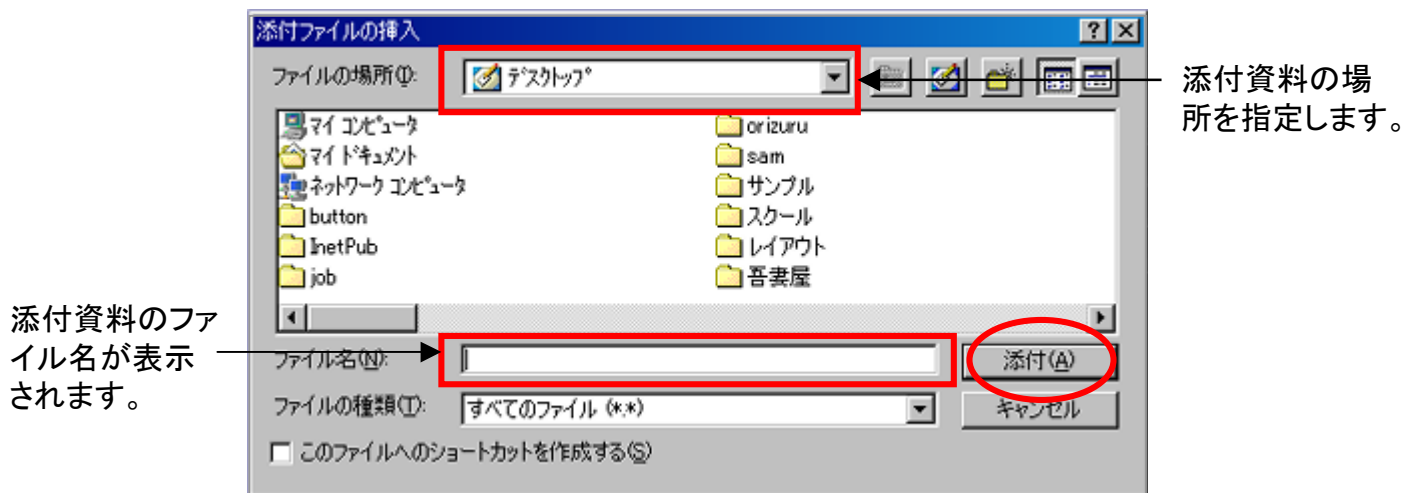 添付ファイルの挿入
ファイルの場所(I):
デスクトップ
添付資料の場
所を指定します。
マイ コンピュータ
マイ ドキュメント
ネットワーク コンピュータ
button
InetPub
job
orizuru
sam
サンプル
スクール
レイアウト
吾妻屋
添付資料のファ
イル名が表示
されます。
ファイル名(N):
添付(A)
ファイルの種類(T):
すべてのファイル (*.*)
キャンセル
このファイルへのショートカットを作成する(S)